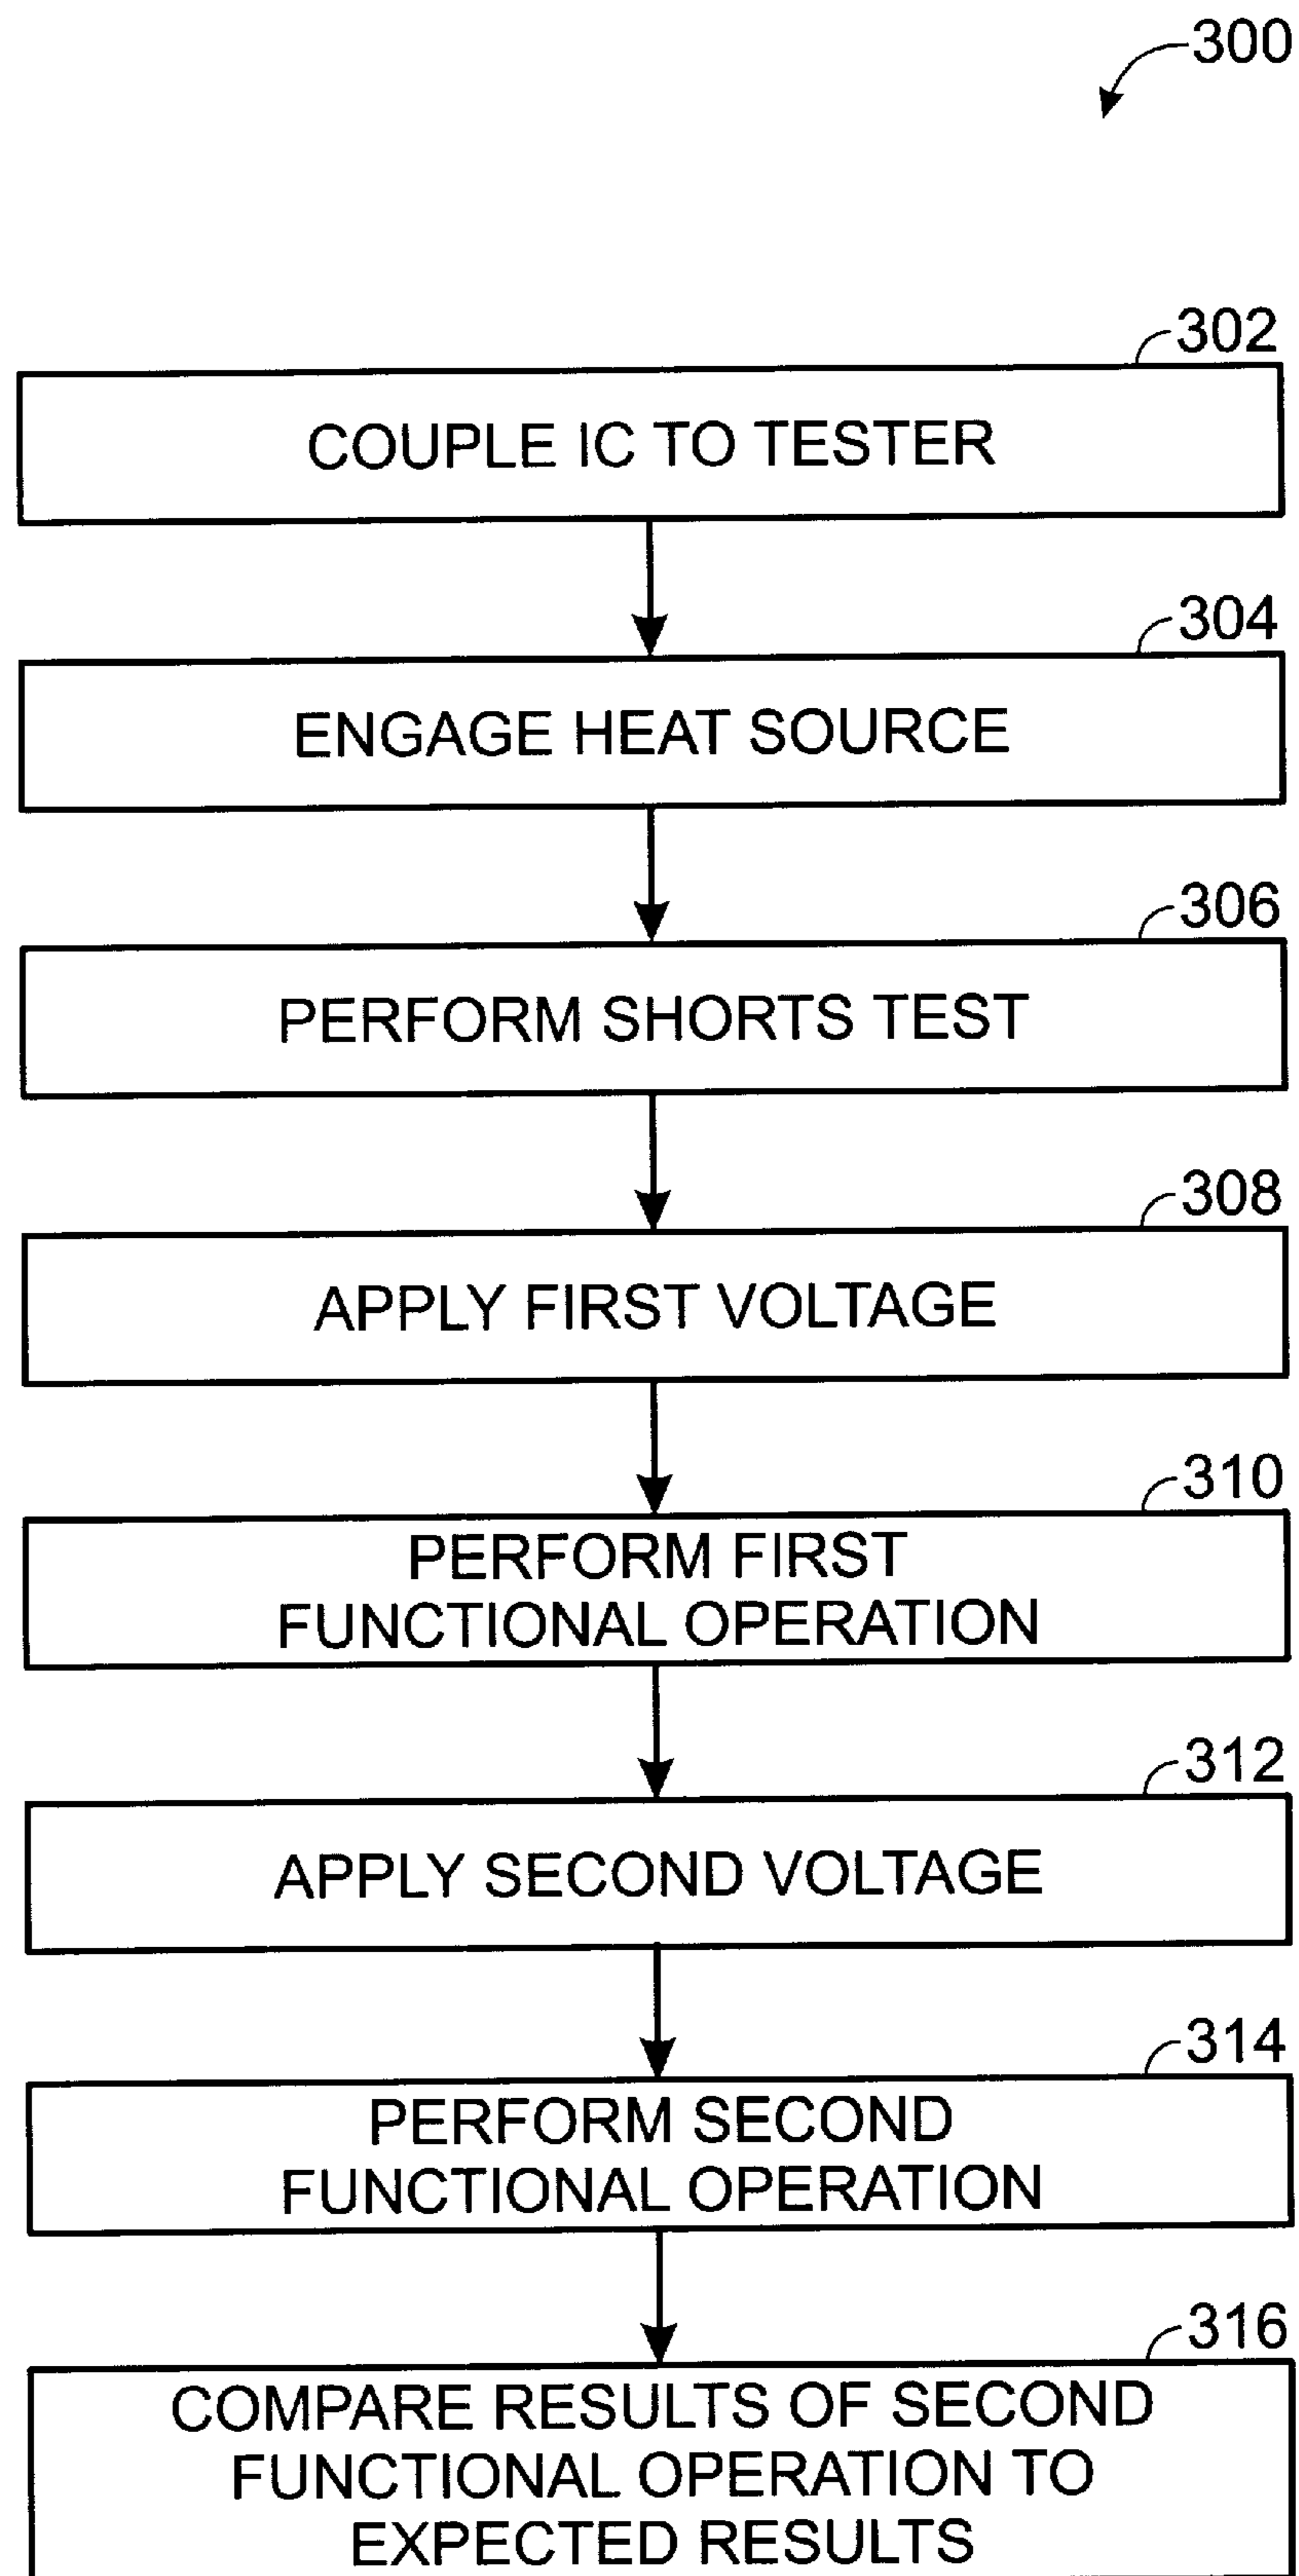 300
302
COUPLE IC TO TESTER
304
ENGAGE HEAT SOURCE
306
PERFORM SHORTS TEST
308
APPLY FIRST VOLTAGE
310
PERFORM FIRST
FUNCTIONAL OPERATION
312
APPLY SECOND VOLTAGE
314
PERFORM SECOND
FUNCTIONAL OPERATION
316
COMPARE RESULTS OF SECOND
FUNCTIONAL OPERATION TO
EXPECTED RESULTS